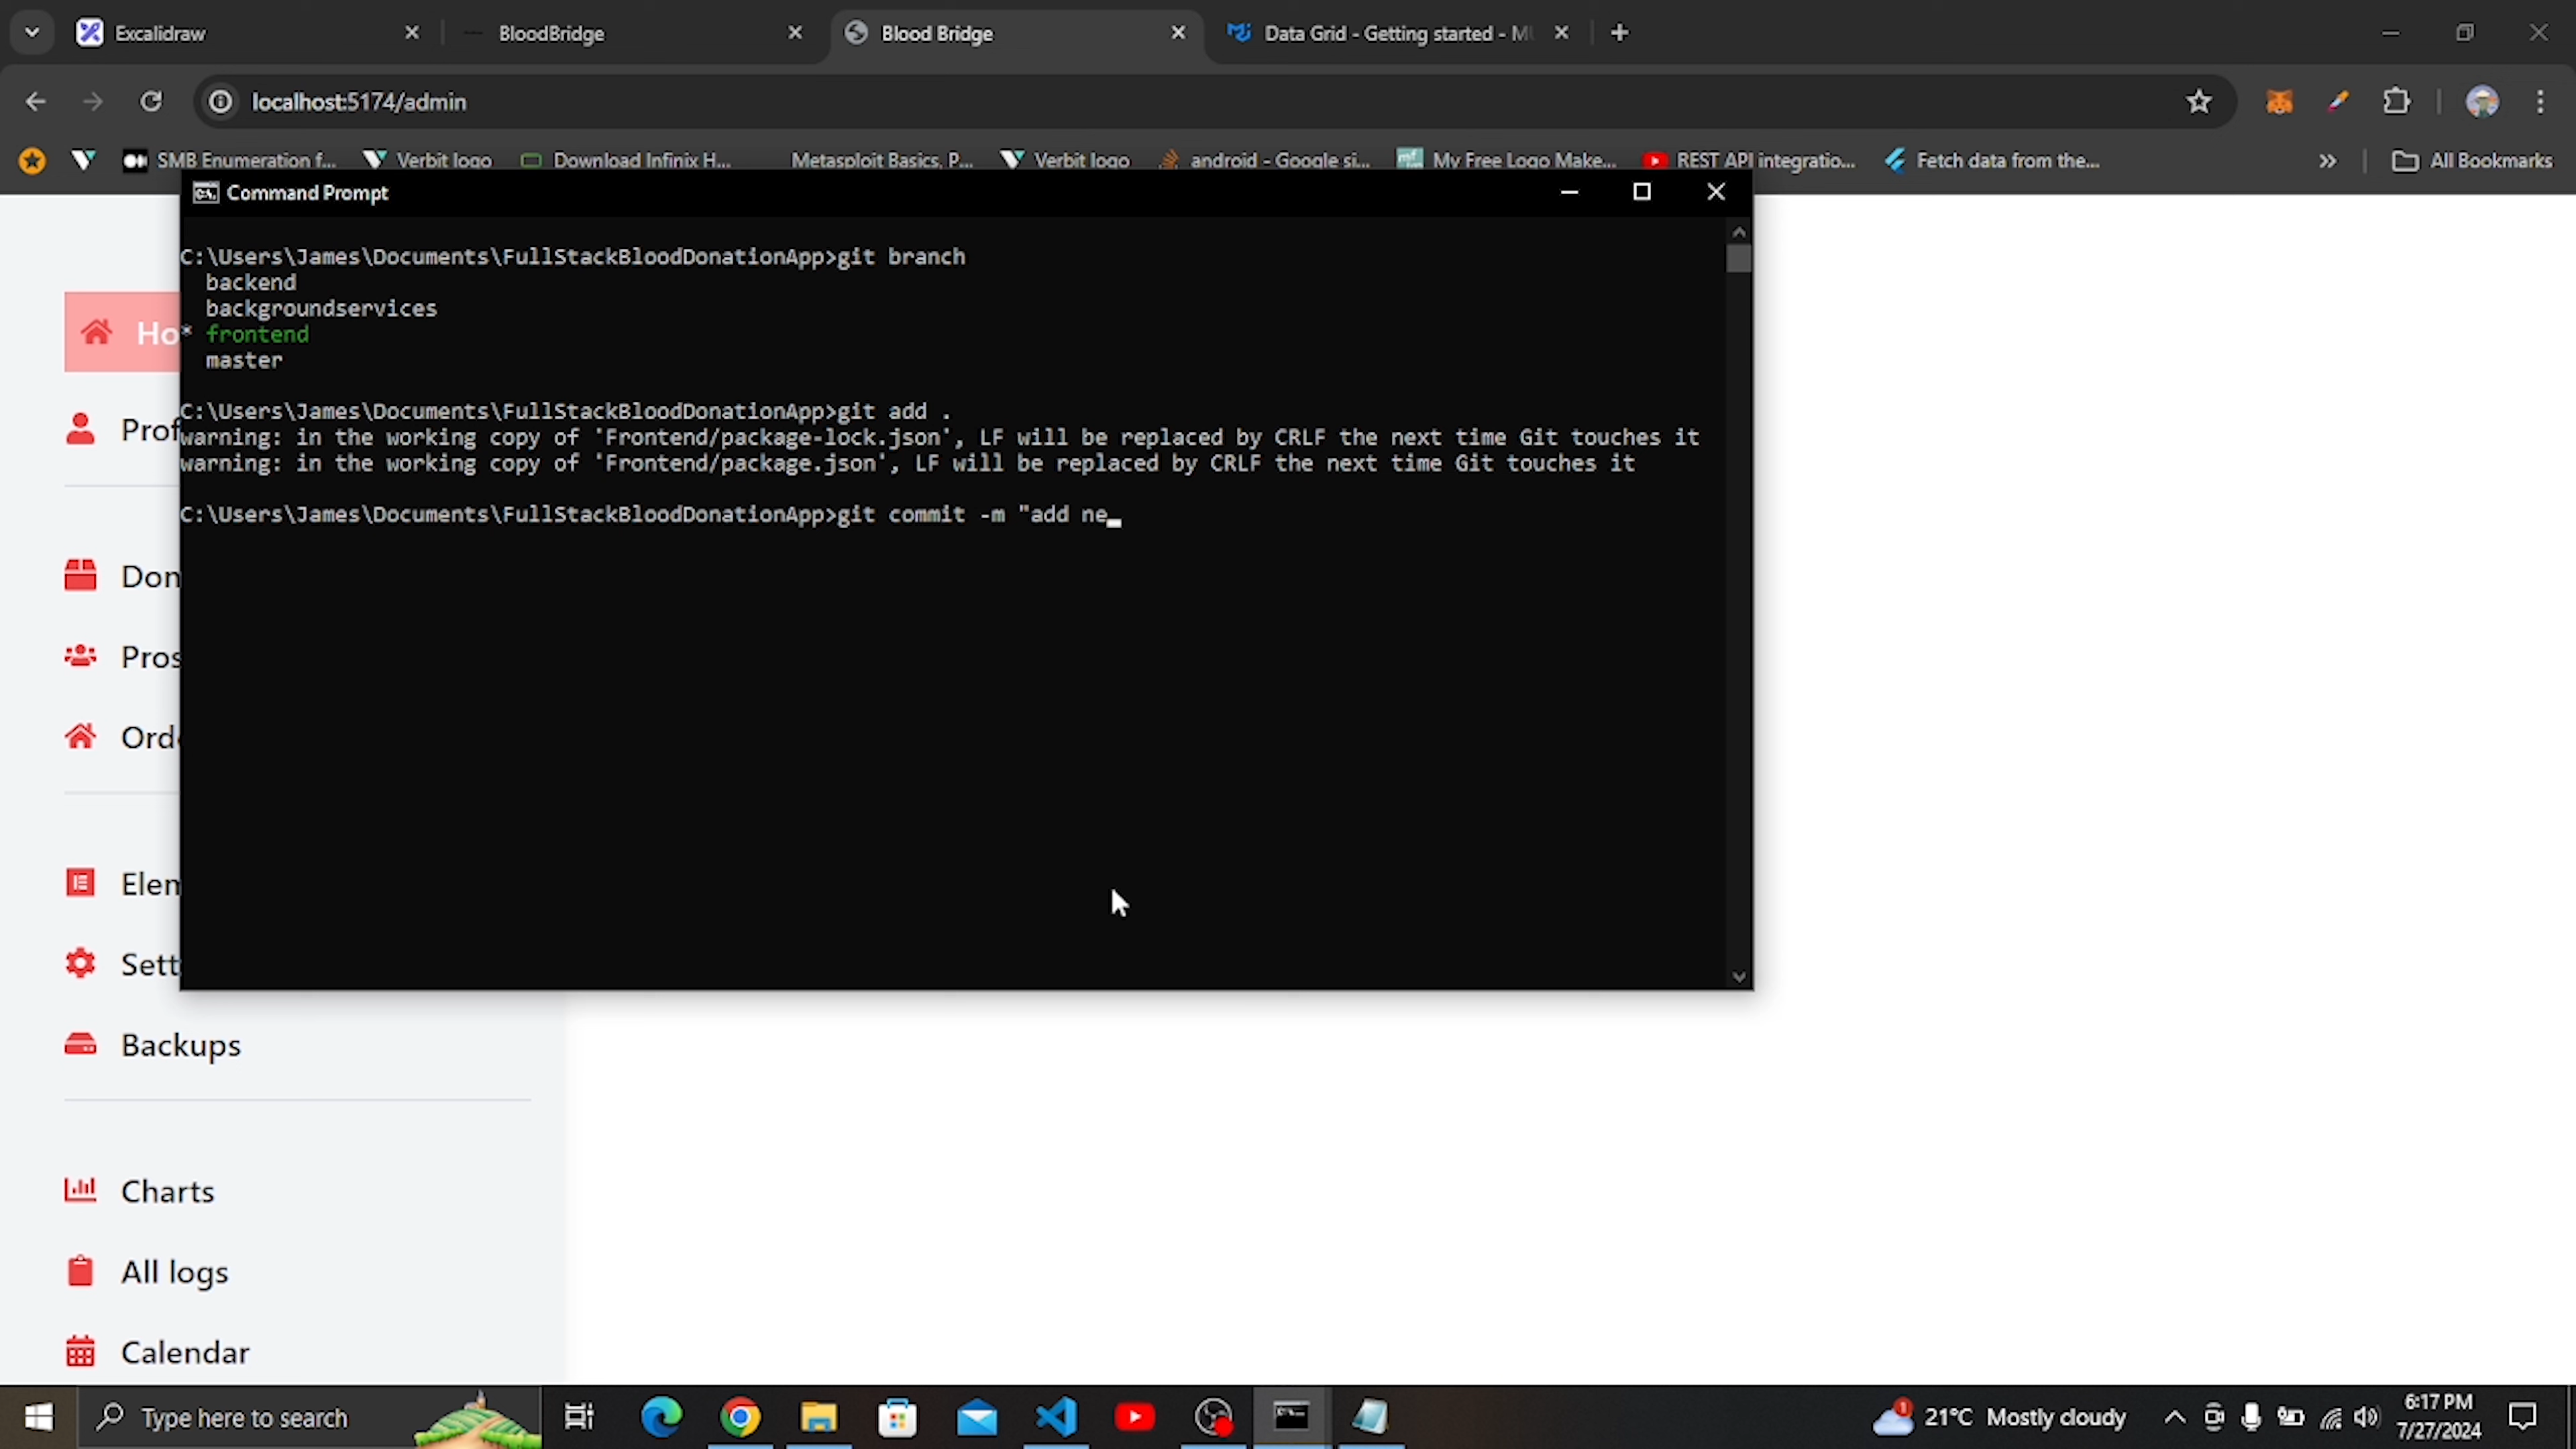 Excalidraw
BloodBridge
Blood Bridge
Data Grid - Getting started - M
localhost:5174/admin
SMB Enumeration f...
Verbit logo
Download Infinix H...
Metasploit Basics, P...
Verbit logo
android - Google si...
My Free Logo Make...
REST API integratio...
Fetch data from the...
All Bookmarks
Command Prompt
C:\Users\James\Documents\FullStackBloodDonationApp>git branch
backend
backgroundservices
* frontend
master
C:\Users\James\Documents\FullStackBloodDonationApp>git add .
warning: in the working copy of 'Frontend/package-lock.json', LF will be replaced by CRLF the next time Git touches it
warning: in the working copy of 'Frontend/package.json', LF will be replaced by CRLF the next time Git touches it
C:\Users\James\Documents\FullStackBloodDonationApp>git commit -m "add ne_
Ho
Prof
Don
Pros
Ord
Elem
Sett
Backups
Charts
All logs
Calendar
Type here to search
1
21°C Mostly cloudy
6:17 PM
7/27/2024